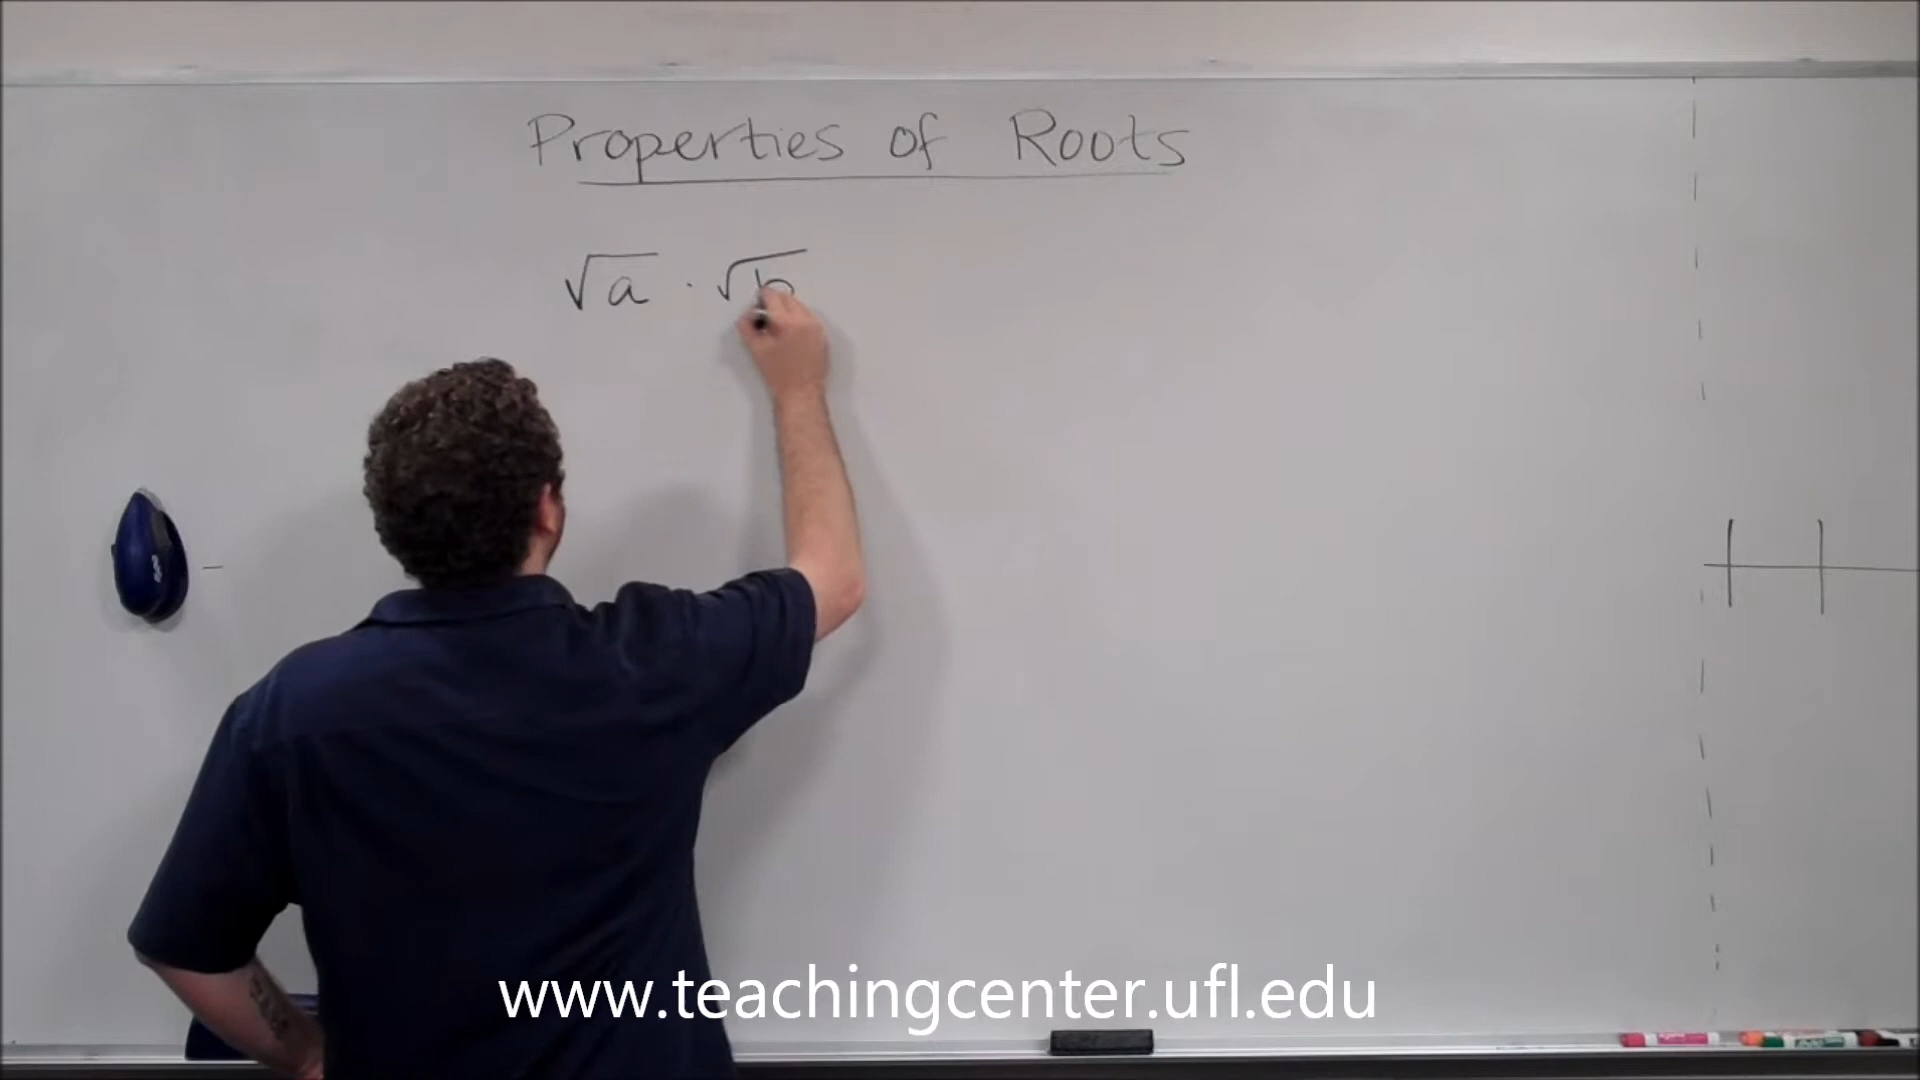 Properties of Roots
√a · √b
www.teachingcenter.ufl.edu